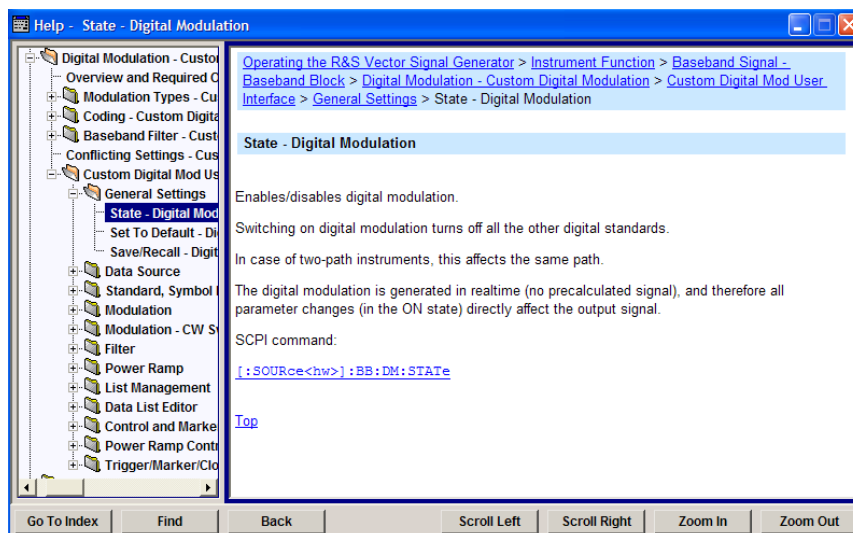 Help - State - Digital Modulation
Digital Modulation - Custor
Overview and Required C
Modulation Types - Cu
Coding - Custom Digita
Baseband Filter - Cust
Conflicting Settings - Cus
Custom Digital Mod Us
General Settings
State - Digital Mod
Set To Default - Di
Save/Recall - Digit
Data Source
Standard, Symbol
Modulation
Modulation - CW Sv
Filter
Power Ramp
List Management
Data List Editor
Control and Marke
Power Ramp Contr
Trigger/Marker/Clo
Operating the R&S Vector Signal Generator > Instrument Function > Baseband Signal -
Baseband Block > Digital Modulation - Custom Digital Modulation > Custom Digital Mod User
Interface > General Settings > State - Digital Modulation
State - Digital Modulation
Enables/disables digital modulation.
Switching on digital modulation turns off all the other digital standards.
In case of two-path instruments, this affects the same path.
The digital modulation is generated in realtime (no precalculated signal), and therefore all
parameter changes (in the ON state) directly affect the output signal.
SCPI command:
[:SOURce<hw>]:BB:DM:STATe
Top
Go To Index
Find
Back
Scroll Left
Scroll Right
Zoom In
Zoom Out